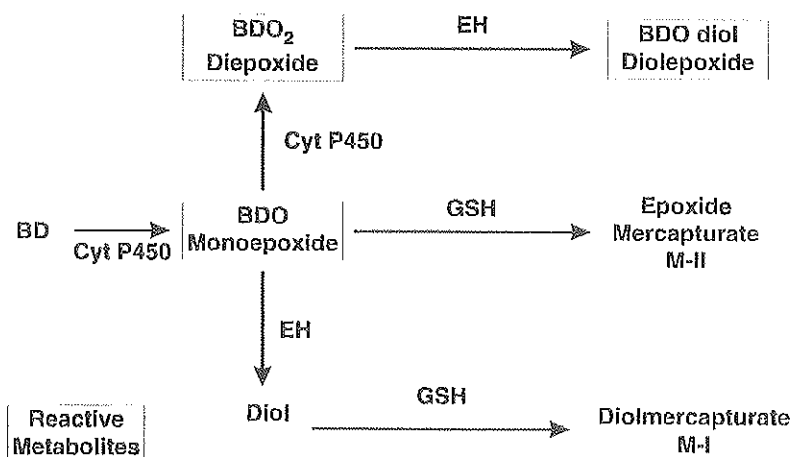 BDO₂
Diepoxide
EH
BDO diol
Diolepoxide
Cyt P450
BD
Cyt P450
BDO
Monoepoxide
GSH
Epoxide
Mercapturate
M-II
EH
Diol
GSH
Diolmercapturate
M-I
Reactive
Metabolites